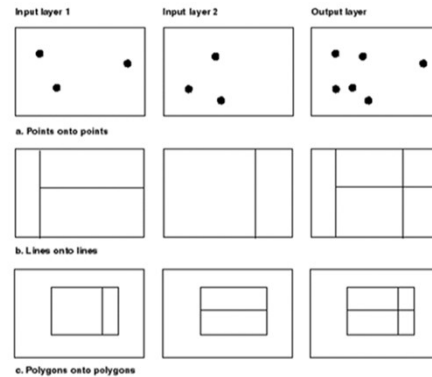 Input layer 1
Input layer 2
Output layer
a. Points onto points
b. Lines onto lines
c. Polygons onto polygons